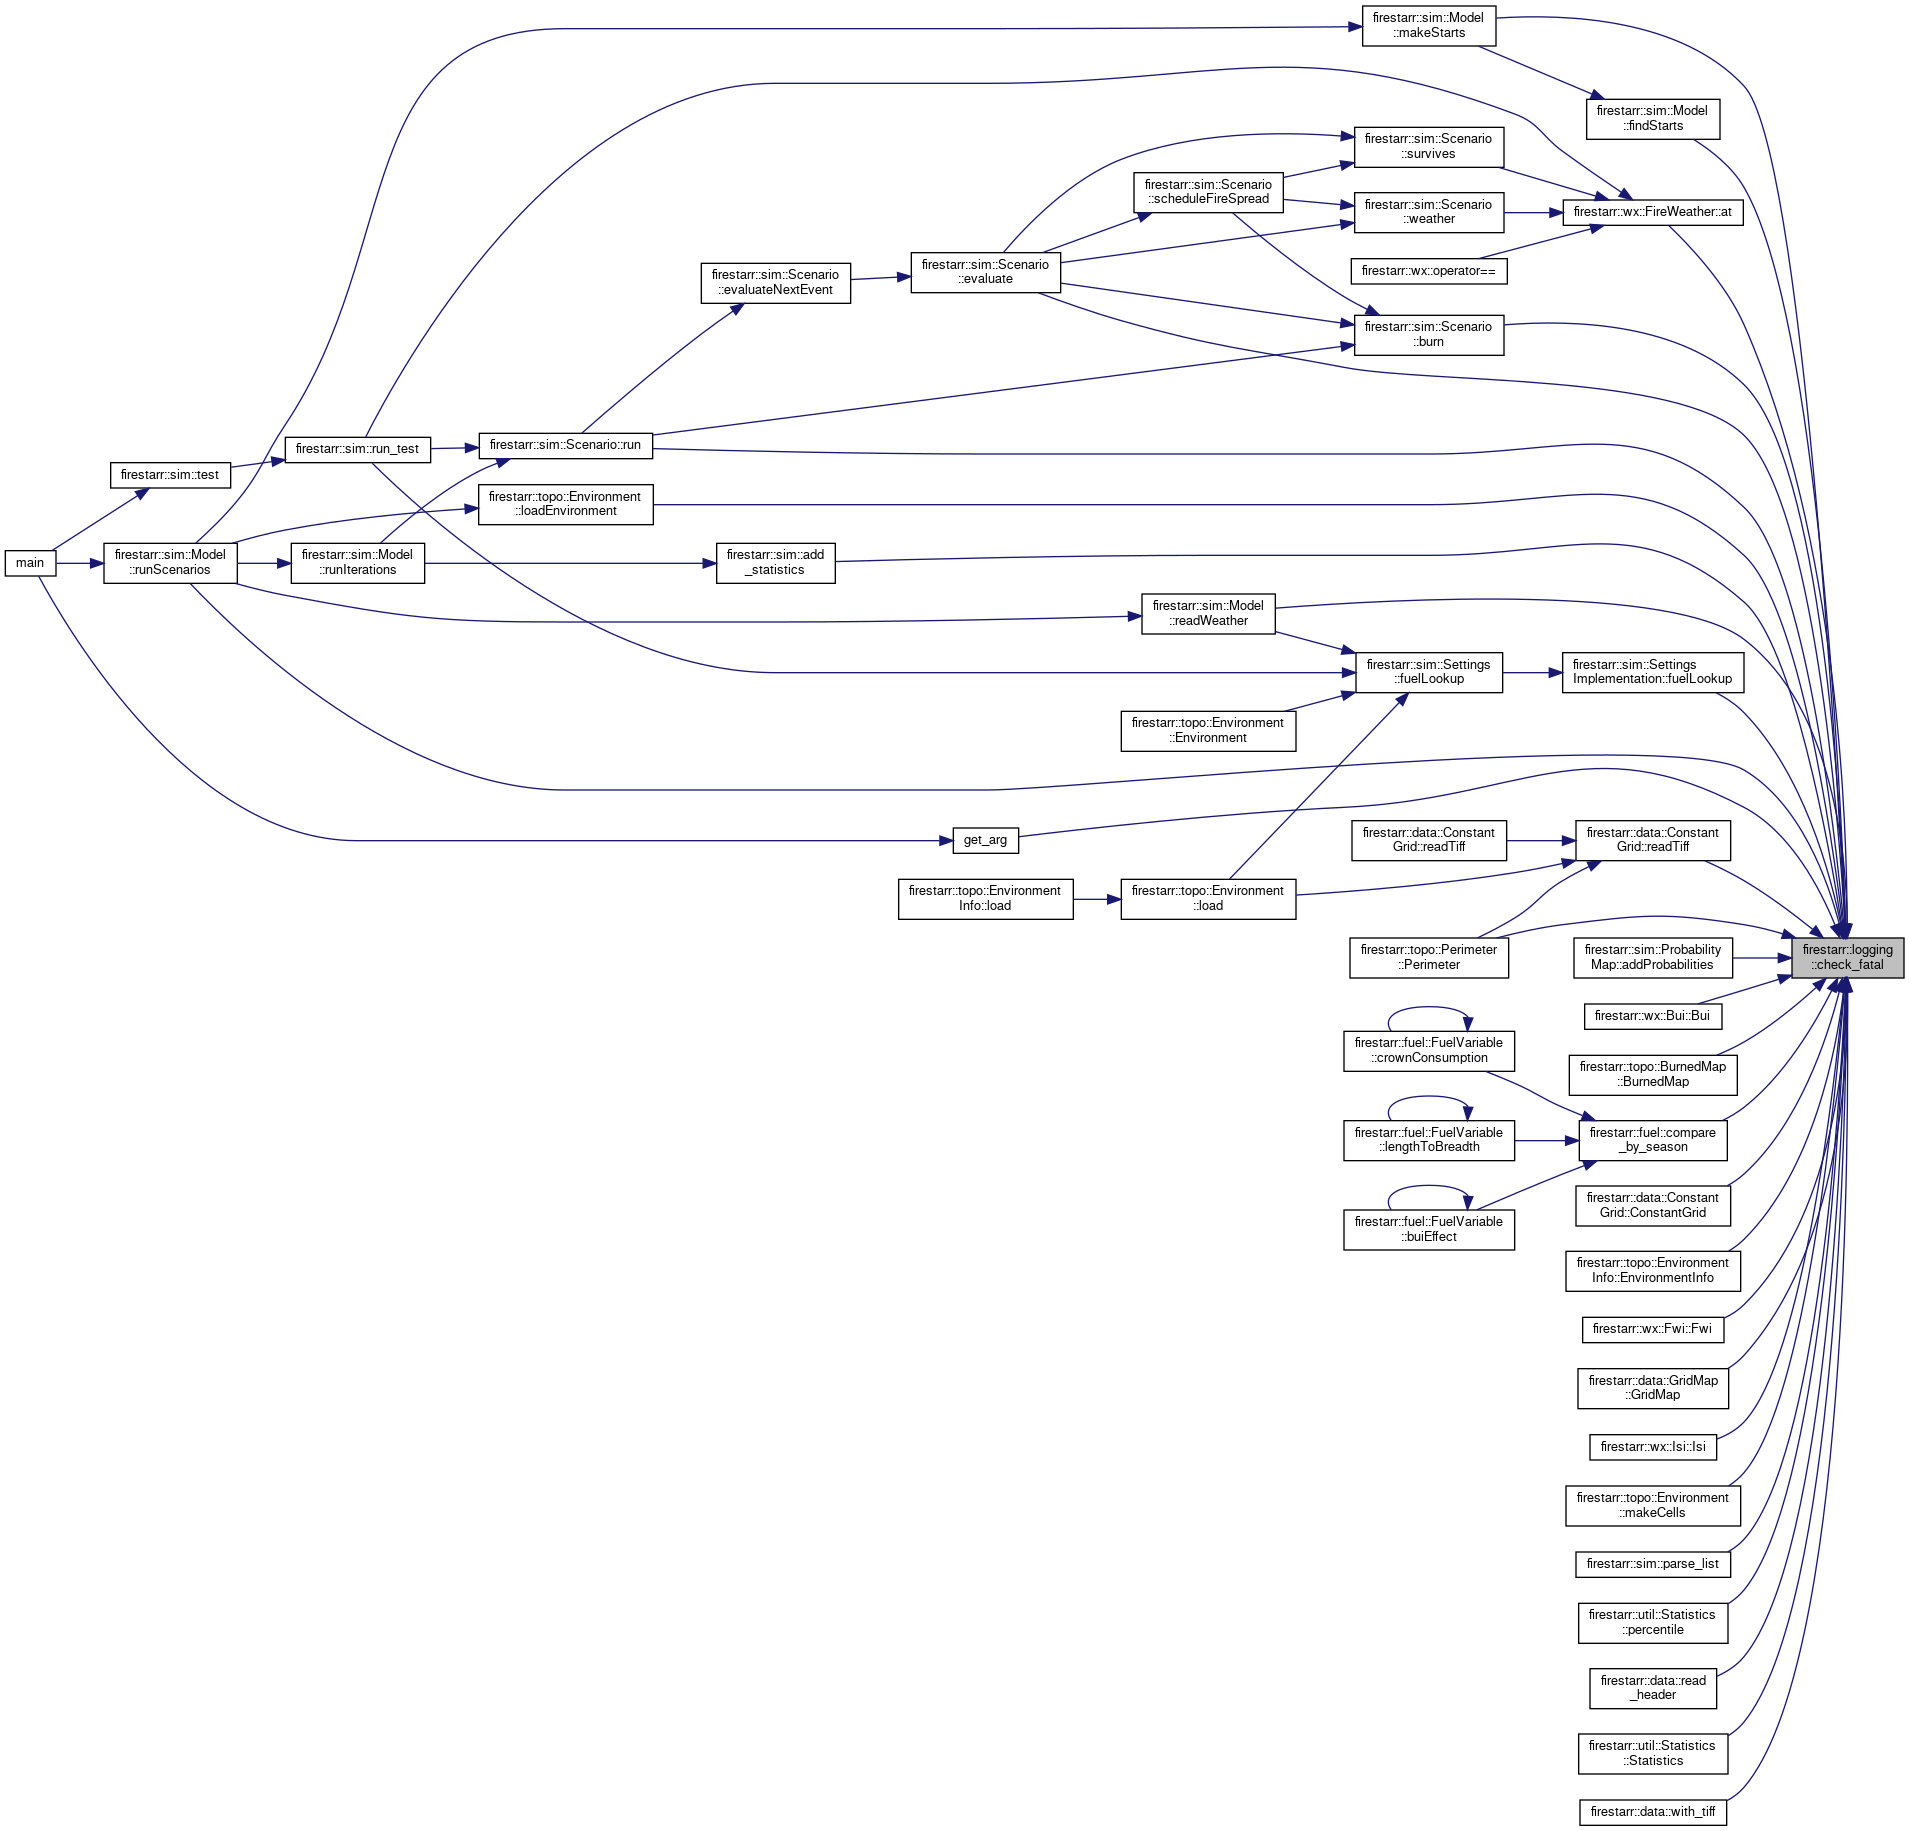 firestarr::sim::Model
::makeStarts
firestarr::sim::Model
::findStarts
firestarr::sim::Scenario
::survives
firestarr::sim::Scenario
::scheduleFireSpread
firestarr::sim::Scenario
::weather
firestarr::wx::FireWeather::at
firestarr::sim::Scenario
::evaluateNextEvent
firestarr::sim::Scenario
::evaluate
firestarr::wx::operator==
firestarr::sim::Scenario
::burn
firestarr::sim::test
firestarr::sim::run_test
firestarr::sim::Scenario::run
firestarr::topo::Environment
::loadEnvironment
main
firestarr::sim::Model
::runScenarios
firestarr::sim::Model
::runIterations
firestarr::sim::add
_statistics
firestarr::sim::Model
::readWeather
firestarr::sim::Settings
::fuelLookup
firestarr::sim::Settings
Implementation::fuelLookup
firestarr::topo::Environment
::Environment
get_arg
firestarr::data::Constant
Grid::readTiff
firestarr::data::Constant
Grid::readTiff
firestarr::topo::Environment
Info::load
firestarr::topo::Environment
::load
firestarr::topo::Perimeter
::Perimeter
firestarr::sim::Probability
Map::addProbabilities
firestarr::logging
::check_fatal
firestarr::wx::Bui::Bui
firestarr::fuel::FuelVariable
::crownConsumption
firestarr::topo::BurnedMap
::BurnedMap
firestarr::fuel::FuelVariable
::lengthToBreadth
firestarr::fuel::compare
_by_season
firestarr::fuel::FuelVariable
::buiEffect
firestarr::data::Constant
Grid::ConstantGrid
firestarr::topo::Environment
Info::EnvironmentInfo
firestarr::wx::Fwi::Fwi
firestarr::data::GridMap
::GridMap
firestarr::wx::Isi::Isi
firestarr::topo::Environment
::makeCells
firestarr::sim::parse_list
firestarr::util::Statistics
::percentile
firestarr::data::read
_header
firestarr::util::Statistics
::Statistics
firestarr::data::with_tiff